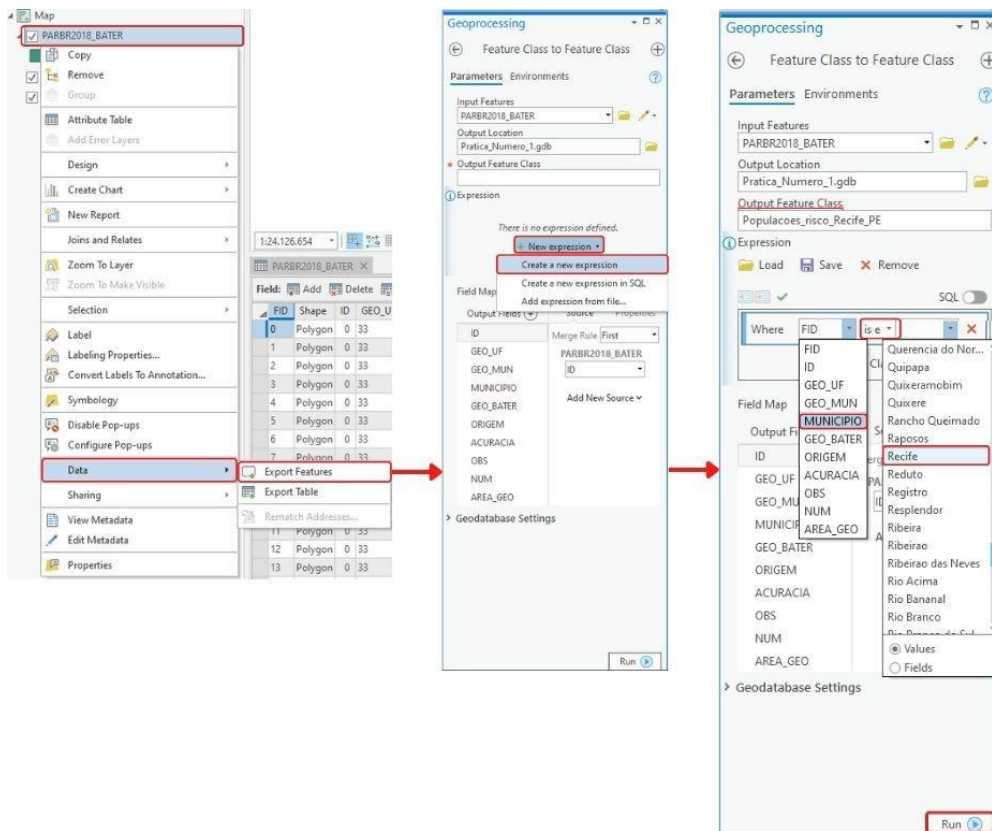 Map
PARBR2018_BATER
Copy
Remove
Group
Attribute Table
Add Error Layers
Design
Create Chart
New Report
Joins and Relates
Zoom To Layer
Zoom To Make Visible
Selection
Label
Labeling Properties...
Convert Labels To Annotation...
Symbology
Disable Pop-ups
Configure Pop-ups
Data
Sharing
View Metadata
Edit Metadata
Properties
Export Features
Export Table
Rematch Addresses...
1:24.126.654
PARBR2018_BATER
Field: Add Delete
FID Shape ID GEO_U
0 Polygon 0 33
1 Polygon 0 33
2 Polygon 0 33
3 Polygon 0 33
4 Polygon 0 33
5 Polygon 0 33
6 Polygon 0 33
7 Polygon 0 33
11 Polygon 0 33
12 Polygon 0 33
13 Polygon 0 33
Geoprocessing
Feature Class to Feature Class
Parameters Environments
Input Features
PARBR2018_BATER
Output Location
Pratica_Numero_1.gdb
* Output Feature Class
Expression
There is no expression defined.
+ New expression
Create a new expression
Create a new expression in SQL
Add expression from file...
Field Map
Output Fields Source Properties
ID
GEO_UF
GEO_MUN
MUNICIPIO
GEO_BATER
ORIGEM
ACURACIA
OBS
NUM
AREA_GEO
Merge Rule First
PARBR2018_BATER
ID
Add New Source
> Geodatabase Settings
Run
Geoprocessing
Feature Class to Feature Class
Parameters Environments
Input Features
PARBR2018_BATER
Output Location
Pratica_Numero_1.gdb
Output Feature Class
Populacoes_risco_Recife_PE
Expression
Load Save Remove
SQL
Where FID is e
FID
ID
GEO_UF
GEO_MUN
MUNICIPIO
GEO_BATER
ORIGEM
ACURACIA
OBS
NUM
AREA_GEO
Querencia do Nor...
Quipapa
Quixeramobim
Quixere
Rancho Queimado
Raposos
Recife
Reduto
Registro
Resplendor
Ribeira
Ribeirao
Ribeirao das Neves
Rio Acima
Rio Bananal
Rio Branco
Rio Branco do Sul
Values
Fields
Field Map
Output Fi
ID
GEO_UF
GEO_MU
MUNICIP
GEO_BATER
ORIGEM
ACURACIA
OBS
NUM
AREA_GEO
> Geodatabase Settings
Run